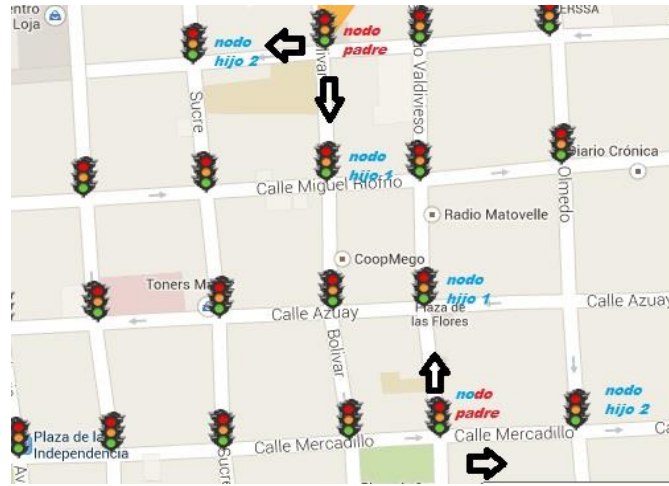 Loja
nodo
hijo 2
nodo
padre
ERSSA
Sucre
Valdivieso
nodo
hijo 1
Calle Miguel Riofrío
Diario Crónica
Olmedo
Radio Matovelle
CoopMego
nodo
hijo 1
Toners
Calle Azuay
Plaza de
las Flores
Calle Azuay
Bolívar
nodo
padre
nodo
hijo 2
Plaza de la
Independencia
Calle Mercadillo
Calle Mercadillo
Ca
Av
Sucre